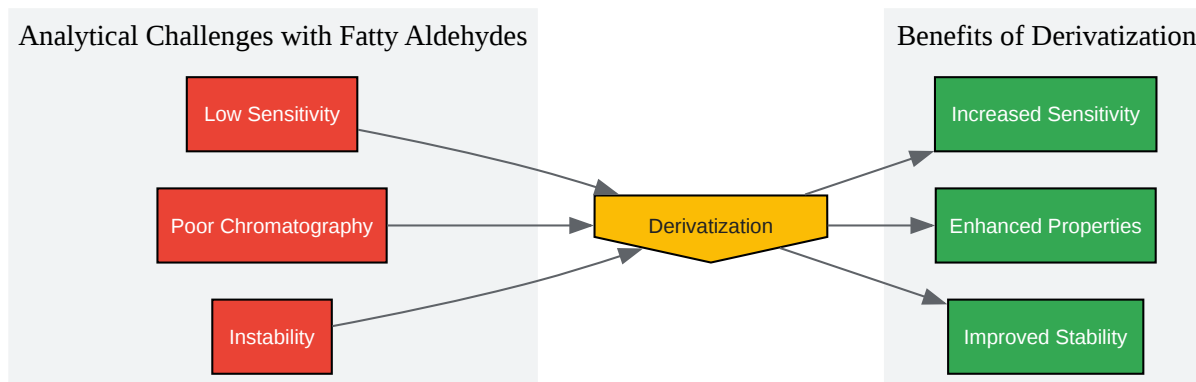 Analytical Challenges with Fatty Aldehydes
Low Sensitivity
Poor Chromatography
Instability
Derivatization
Benefits of Derivatization
Increased Sensitivity
Enhanced Properties
Improved Stability